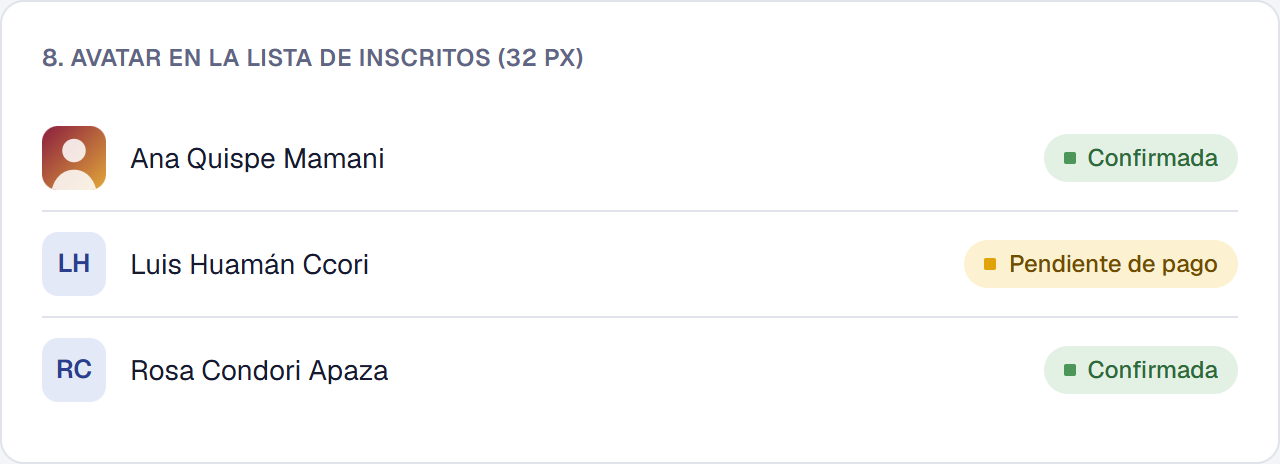 8. AVATAR EN LA LISTA DE INSCRITOS (32 PX)
Ana Quispe Mamani
Confirmada
LH
Luis Huamán Ccori
Pendiente de pago
RC
Rosa Condori Apaza
Confirmada